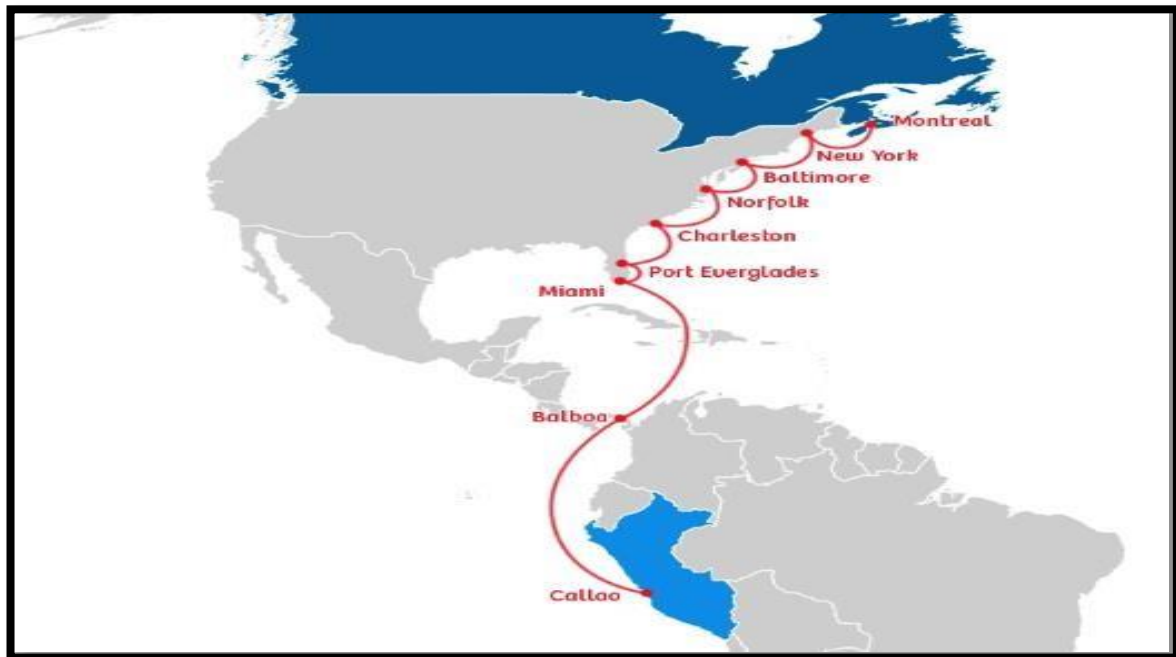 Montreal
New York
Baltimore
Norfolk
Charleston
Port Everglades
Miami
Balboa
Callao